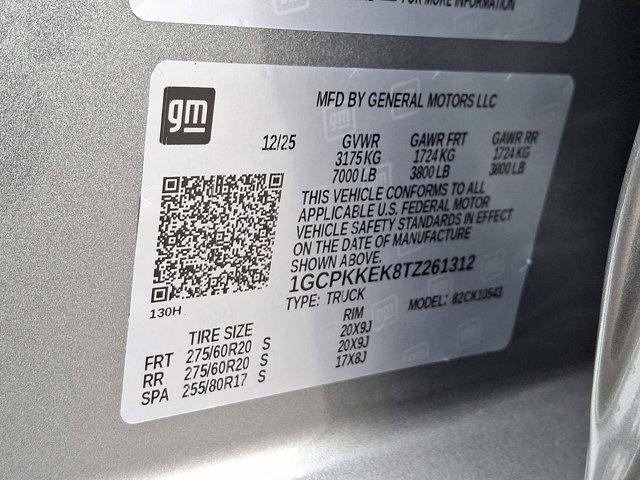 FOR MORE INFORMATION
gm
MFD BY GENERAL MOTORS LLC
12/25 GVWR GAWR FRT GAWR RR
3175 KG 1724 KG 1724 KG
7000 LB 3800 LB 3800 LB
THIS VEHICLE CONFORMS TO ALL
APPLICABLE U.S. FEDERAL MOTOR
VEHICLE SAFETY STANDARDS IN EFFECT
ON THE DATE OF MANUFACTURE
SHOWN ABOVE.
1GCPKKEK8TZ261312
TYPE: TRUCK MODEL: 82CK10543
130H
TIRE SIZE RIM
FRT 275/60R20 S 20X9J
RR 275/60R20 S 20X9J
SPA 255/80R17 S 17X8J